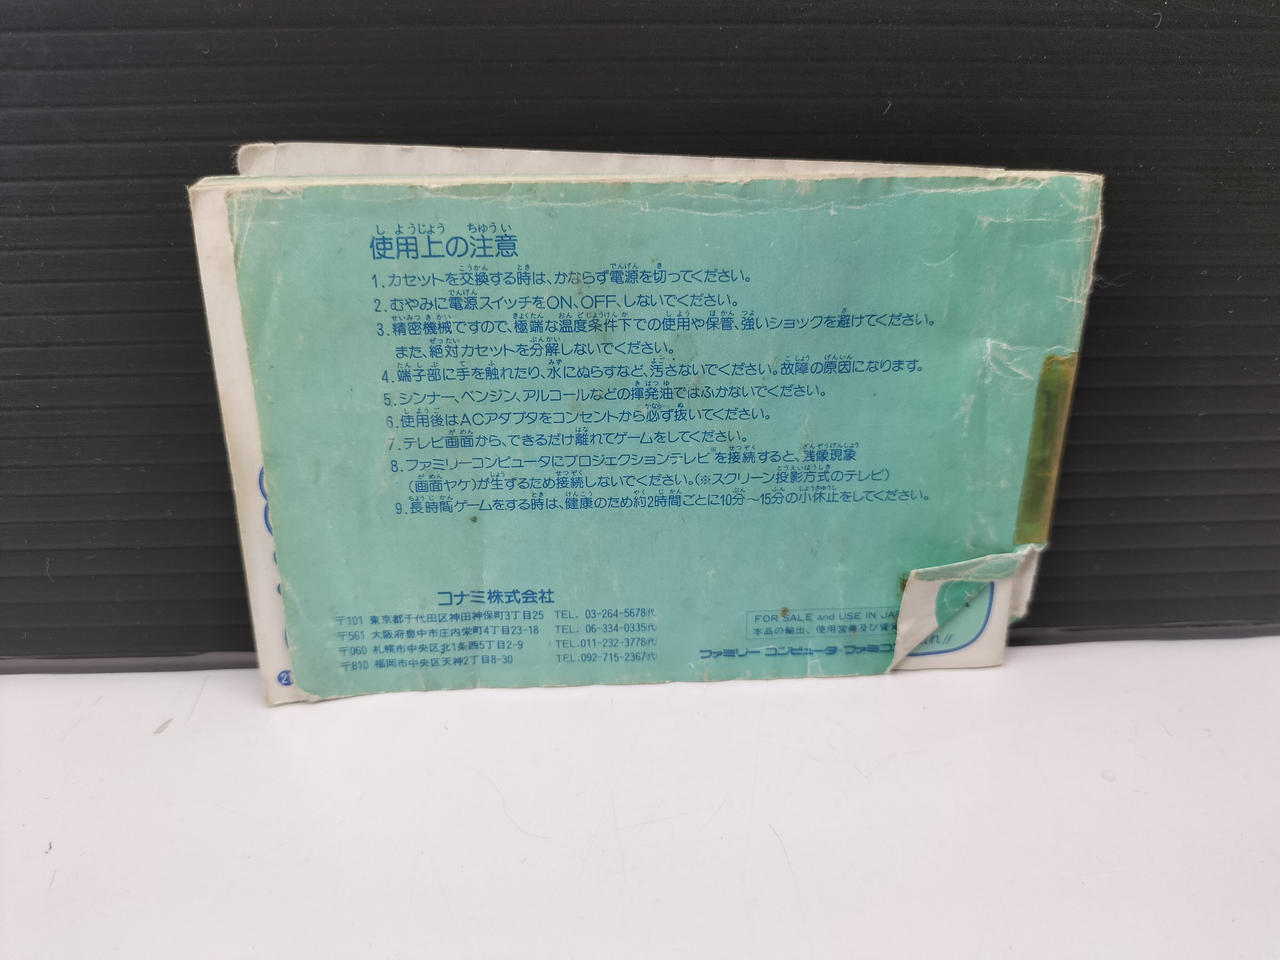 使用上の注意
1.カセットを交換する時は、かならず電源を切ってください。
2.むやみに電源スイッチをON、OFF、しないでください。
3.精密機械ですので、極端な温度条件下での使用や保管、強いショックを避けてください。
また、絶対カセットを分解しないでください。
4.端子部に手を触れたり、水にぬらすなど、汚さないでください。故障の原因になります。
5.シンナー、ベンジン、アルコールなどの揮発油ではふかないでください。
6.使用後はACアダプタをコンセントから必ず抜いてください。
7.テレビ画面から、できるだけ離れてゲームをしてください。
8.ファミリーコンピュータにプロジェクションテレビ※を接続すると、残像現象
(画面ヤケ)が生ずるため接続しないでください。(※スクリーン投影方式のテレビ)
9.長時間ゲームをする時は、健康のため約2時間ごとに10分〜15分の小休止をしてください。
コナミ株式会社
〒101 東京都千代田区神田神保町3丁目25 TEL. 03-264-5678㈹
〒561 大阪府豊中市庄内栄町4丁目23-18 TEL. 06-334-0335㈹
〒060 札幌市中央区北1条西5丁目2-9 TEL.011-232-3778㈹
〒810 福岡市中央区天神2丁目8-30 TEL.092-715-2367㈹
FOR SALE and USE IN JA
本品の輸出、使用営業及び賃貸
ファミリーコンピュータ・ファミコ
れ!!